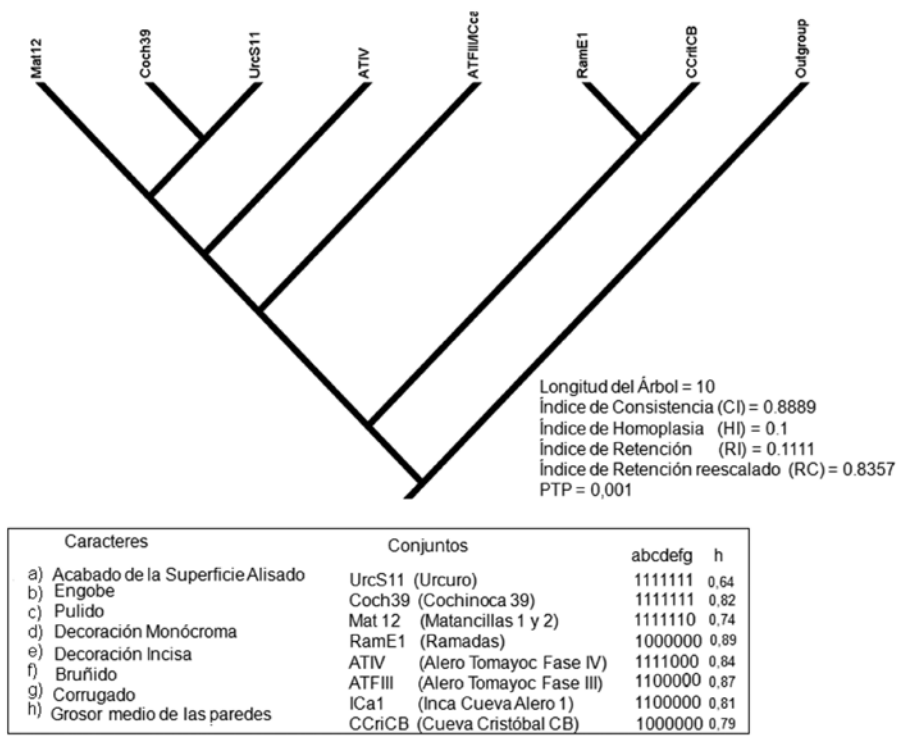 Mat12
Coch39
UrcS11
ATIV
ATFIII/ICca
RamE1
CCritCB
Outgroup
Longitud del Árbol = 10
Índice de Consistencia (CI) = 0.8889
Índice de Homoplasia (HI) = 0.1
Índice de Retención (RI) = 0.1111
Índice de Retención reescalado (RC) = 0.8357
PTP = 0,001
Caracteres
a) Acabado de la Superficie Alisado
b) Engobe
c) Pulido
d) Decoración Monócroma
e) Decoración Incisa
f) Bruñido
g) Corrugado
h) Grosor medio de las paredes
Conjuntos abcdefg h
UrcS11 (Urcuro) 1111111 0,64
Coch39 (Cochinoca 39) 1111111 0,82
Mat 12 (Matancillas 1 y 2) 1111110 0,74
RamE1 (Ramadas) 1000000 0,89
ATIV (Alero Tomayoc Fase IV) 1111000 0,84
ATFIII (Alero Tomayoc Fase III) 1100000 0,87
ICa1 (Inca Cueva Alero 1) 1100000 0,81
CCriCB (Cueva Cristóbal CB) 1000000 0,79